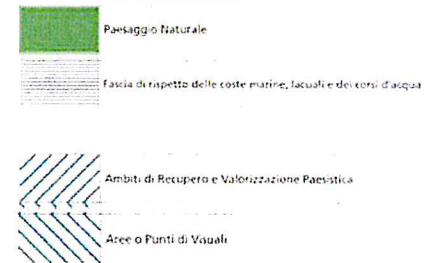 Paesaggio Naturale
Fascia di rispetto delle coste marine, lacuali e dei corsi d'acqua
Ambiti di Recupero e Valorizzazione Paesistica
Aree o Punti di Visuali